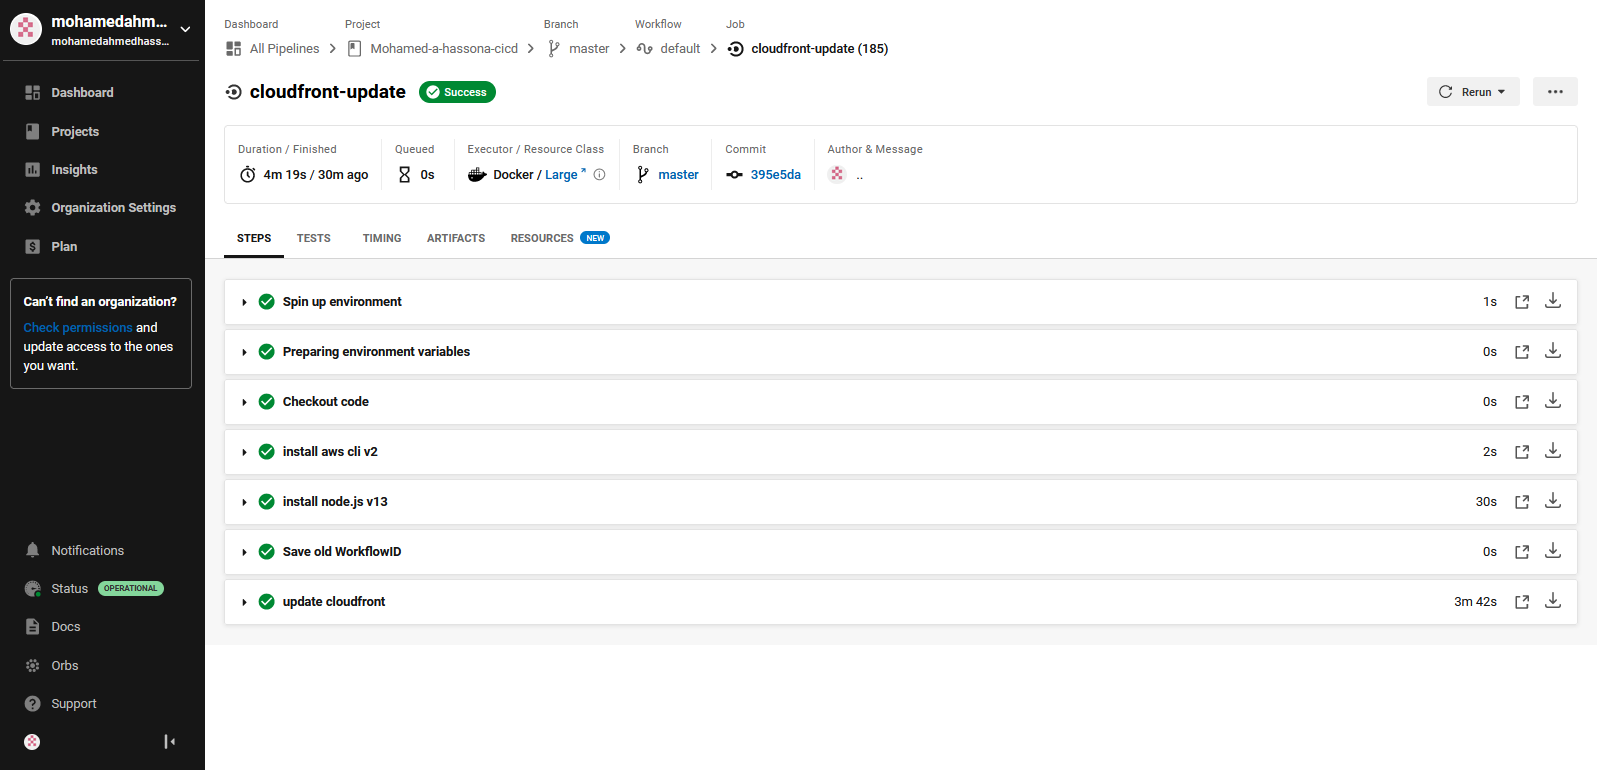 mohamedahm...
mohamedahmedhass...
Dashboard
Projects
Insights
Organization Settings
Plan
Can't find an organization?
Check permissions and
update access to the ones
you want.
Notifications
Status OPERATIONAL
Docs
Orbs
Support
Dashboard Project Branch Workflow Job
All Pipelines Mohamed-a-hassona-cicd master default cloudfront-update (185)
cloudfront-update Success
Rerun
Duration / Finished Queued Executor / Resource Class Branch Commit Author & Message
4m 19s / 30m ago 0s Docker / Large master 395e5da ..
STEPS TESTS TIMING ARTIFACTS RESOURCES NEW
Spin up environment 1s
Preparing environment variables 0s
Checkout code 0s
install aws cli v2 2s
install node.js v13 30s
Save old WorkflowID 0s
update cloudfront 3m 42s